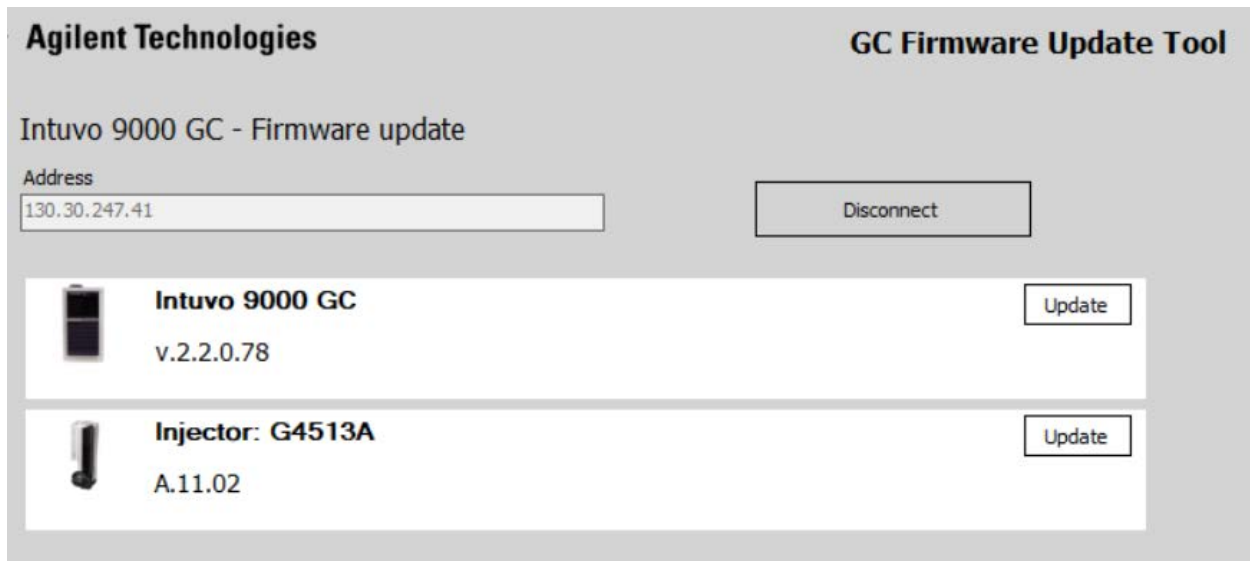 Agilent Technologies
GC Firmware Update Tool
Intuvo 9000 GC - Firmware update
Address
130.30.247.41
Disconnect
Intuvo 9000 GC
Update
v.2.2.0.78
Injector: G4513A
Update
A.11.02